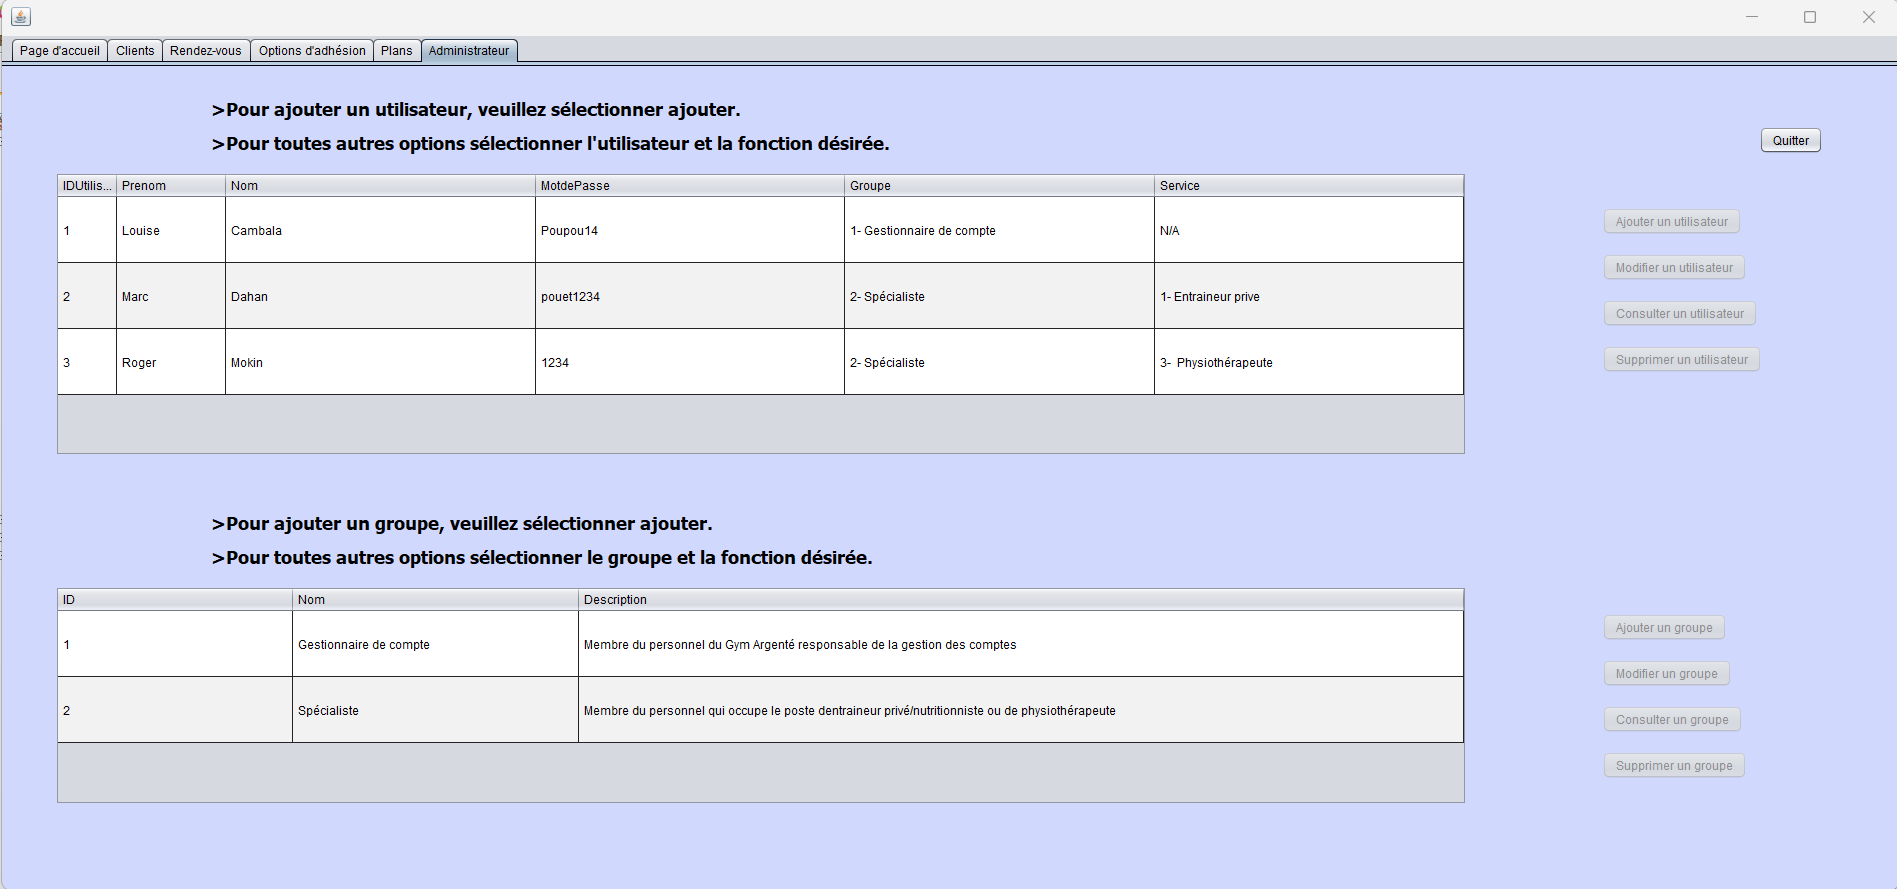 Page d'accueil Clients Rendez-vous Options d'adhésion Plans Administrateur
>Pour ajouter un utilisateur, veuillez sélectionner ajouter.
>Pour toutes autres options sélectionner l'utilisateur et la fonction désirée.
Quitter
IDUtilis... Prenom Nom MotdePasse Groupe Service
1 Louise Cambala Poupou14 1- Gestionnaire de compte N/A
2 Marc Dahan pouet1234 2- Spécialiste 1- Entraineur prive
3 Roger Mokin 1234 2- Spécialiste 3- Physiothérapeute
Ajouter un utilisateur
Modifier un utilisateur
Consulter un utilisateur
Supprimer un utilisateur
>Pour ajouter un groupe, veuillez sélectionner ajouter.
>Pour toutes autres options sélectionner le groupe et la fonction désirée.
ID Nom Description
1 Gestionnaire de compte Membre du personnel du Gym Argenté responsable de la gestion des comptes
2 Spécialiste Membre du personnel qui occupe le poste dentraineur privé/nutritionniste ou de physiothérapeute
Ajouter un groupe
Modifier un groupe
Consulter un groupe
Supprimer un groupe